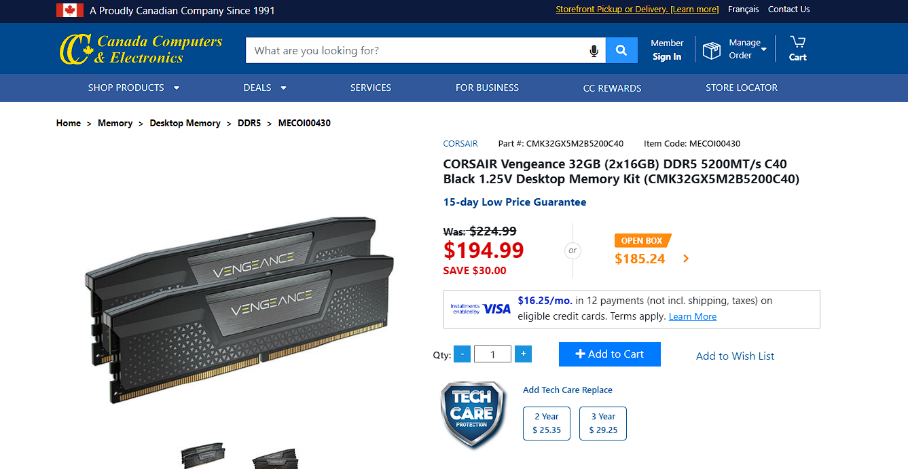 A Proudly Canadian Company Since 1991
Storefront Pickup or Delivery. [Learn more]
Français
Contact Us
Canada Computers
& Electronics
What are you looking for?
Member
Sign In
Manage
Order
Cart
SHOP PRODUCTS
DEALS
SERVICES
FOR BUSINESS
CC REWARDS
STORE LOCATOR
Home > Memory > Desktop Memory > DDR5 > MECOI00430
CORSAIR Part #: CMK32GX5M2B5200C40 Item Code: MECOI00430
CORSAIR Vengeance 32GB (2x16GB) DDR5 5200MT/s C40
Black 1.25V Desktop Memory Kit (CMK32GX5M2B5200C40)
15-day Low Price Guarantee
Was: $224.99
$194.99
SAVE $30.00
or
OPEN BOX
$185.24
VENGEANCE
VENGEANCE
Installments
enabled by VISA
$16.25/mo. in 12 payments (not incl. shipping, taxes) on
eligible credit cards. Terms apply. Learn More
Qty: - 1 +
+ Add to Cart
Add to Wish List
TECH
CARE
PROTECTION
Add Tech Care Replace
2 Year
$ 25.35
3 Year
$ 29.25